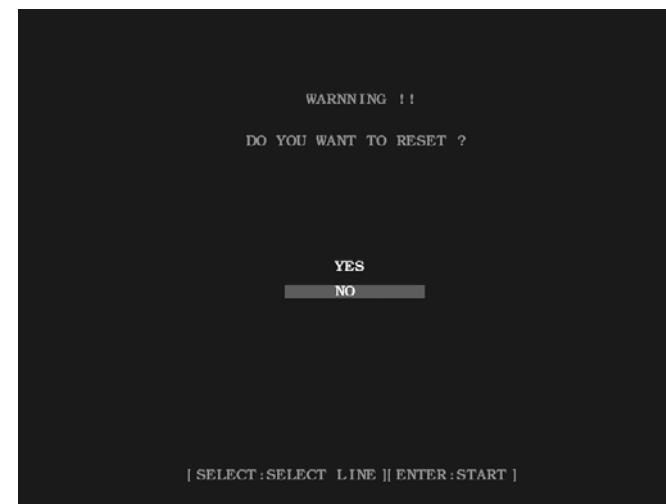 WARNNING !!
DO YOU WANT TO RESET ?
YES
NO
[ SELECT:SELECT LINE ][ ENTER:START ]